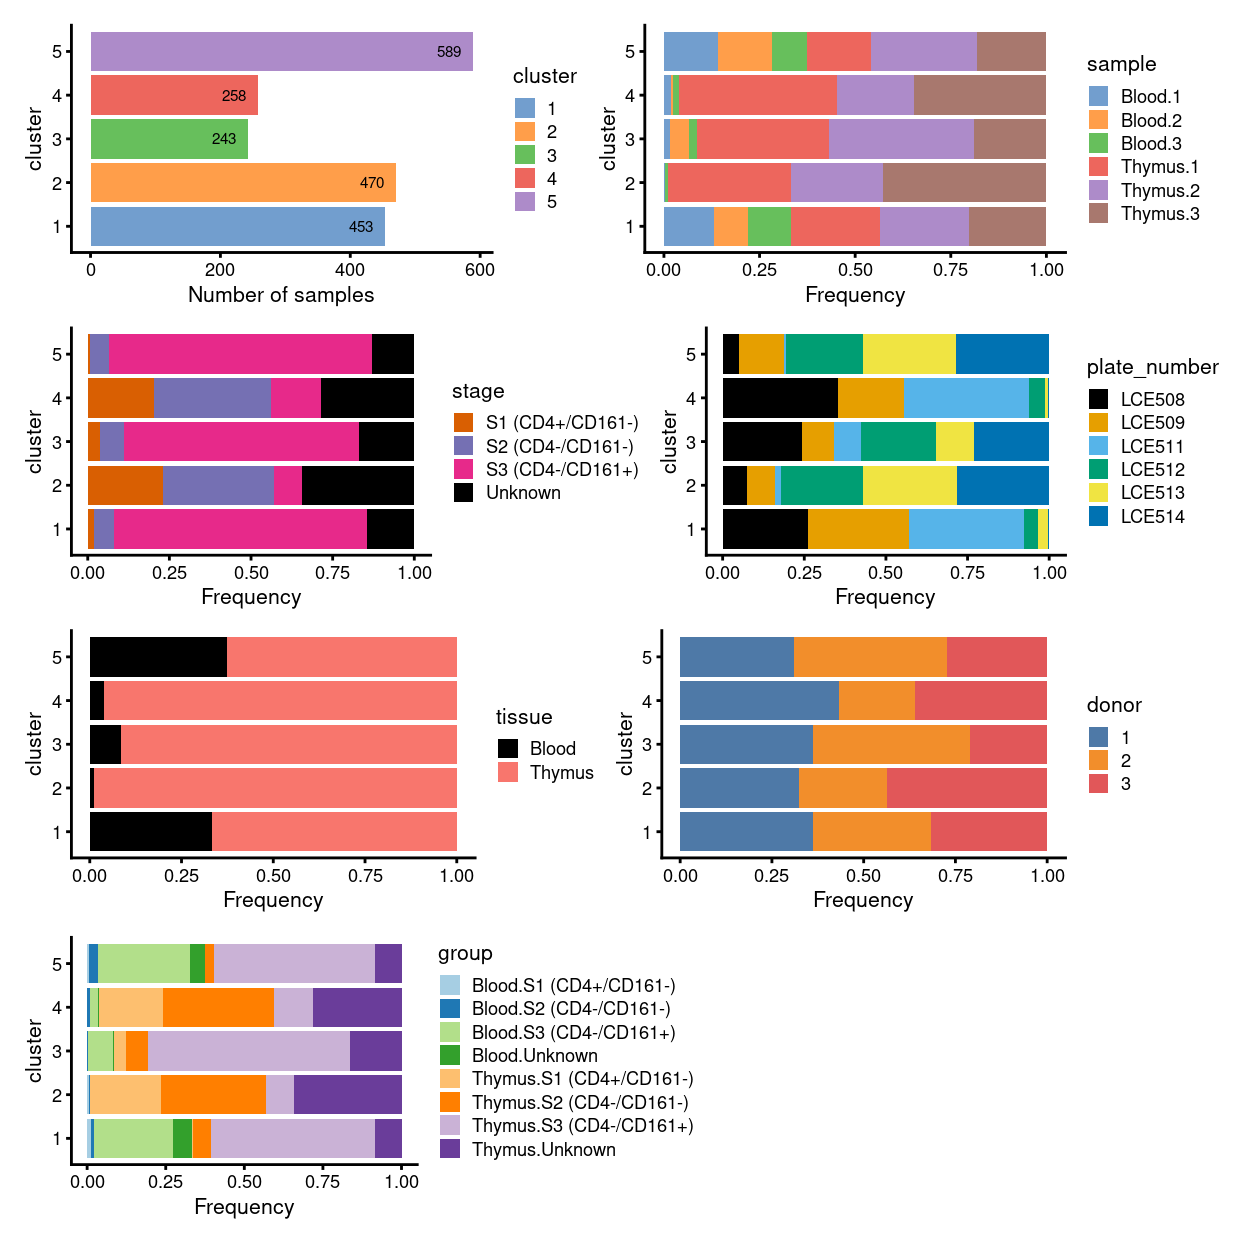 cluster
5
4
3
2
1
589
258
243
470
453
0
200
400
600
Number of samples
cluster
1
2
3
4
5
cluster
5
4
3
2
1
0.00
0.25
0.50
0.75
1.00
Frequency
sample
Blood.1
Blood.2
Blood.3
Thymus.1
Thymus.2
Thymus.3
cluster
5
4
3
2
1
0.00
0.25
0.50
0.75
1.00
Frequency
stage
S1 (CD4+/CD161-)
S2 (CD4-/CD161-)
S3 (CD4-/CD161+)
Unknown
cluster
5
4
3
2
1
0.00
0.25
0.50
0.75
1.00
Frequency
plate_number
LCE508
LCE509
LCE511
LCE512
LCE513
LCE514
cluster
5
4
3
2
1
0.00
0.25
0.50
0.75
1.00
Frequency
tissue
Blood
Thymus
cluster
5
4
3
2
1
0.00
0.25
0.50
0.75
1.00
Frequency
donor
1
2
3
cluster
5
4
3
2
1
0.00
0.25
0.50
0.75
1.00
Frequency
group
Blood.S1 (CD4+/CD161-)
Blood.S2 (CD4-/CD161-)
Blood.S3 (CD4-/CD161+)
Blood.Unknown
Thymus.S1 (CD4+/CD161-)
Thymus.S2 (CD4-/CD161-)
Thymus.S3 (CD4-/CD161+)
Thymus.Unknown